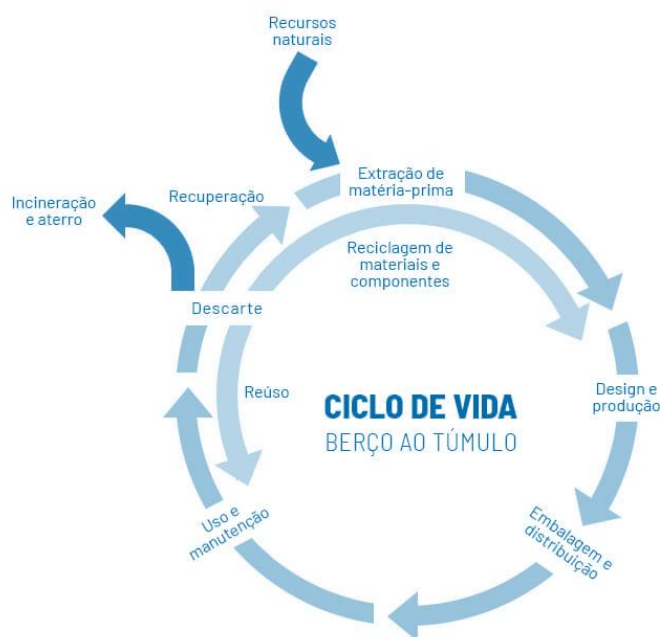 Recursos
naturais
Extração de
matéria-prima
Recuperação
Incineração
e aterro
Reciclagem de
materiais e
componentes
Descarte
Reúso
CICLO DE VIDA
BERÇO AO TÚMULO
Design e
produção
Uso e
manutenção
Embalagem e
distribuição